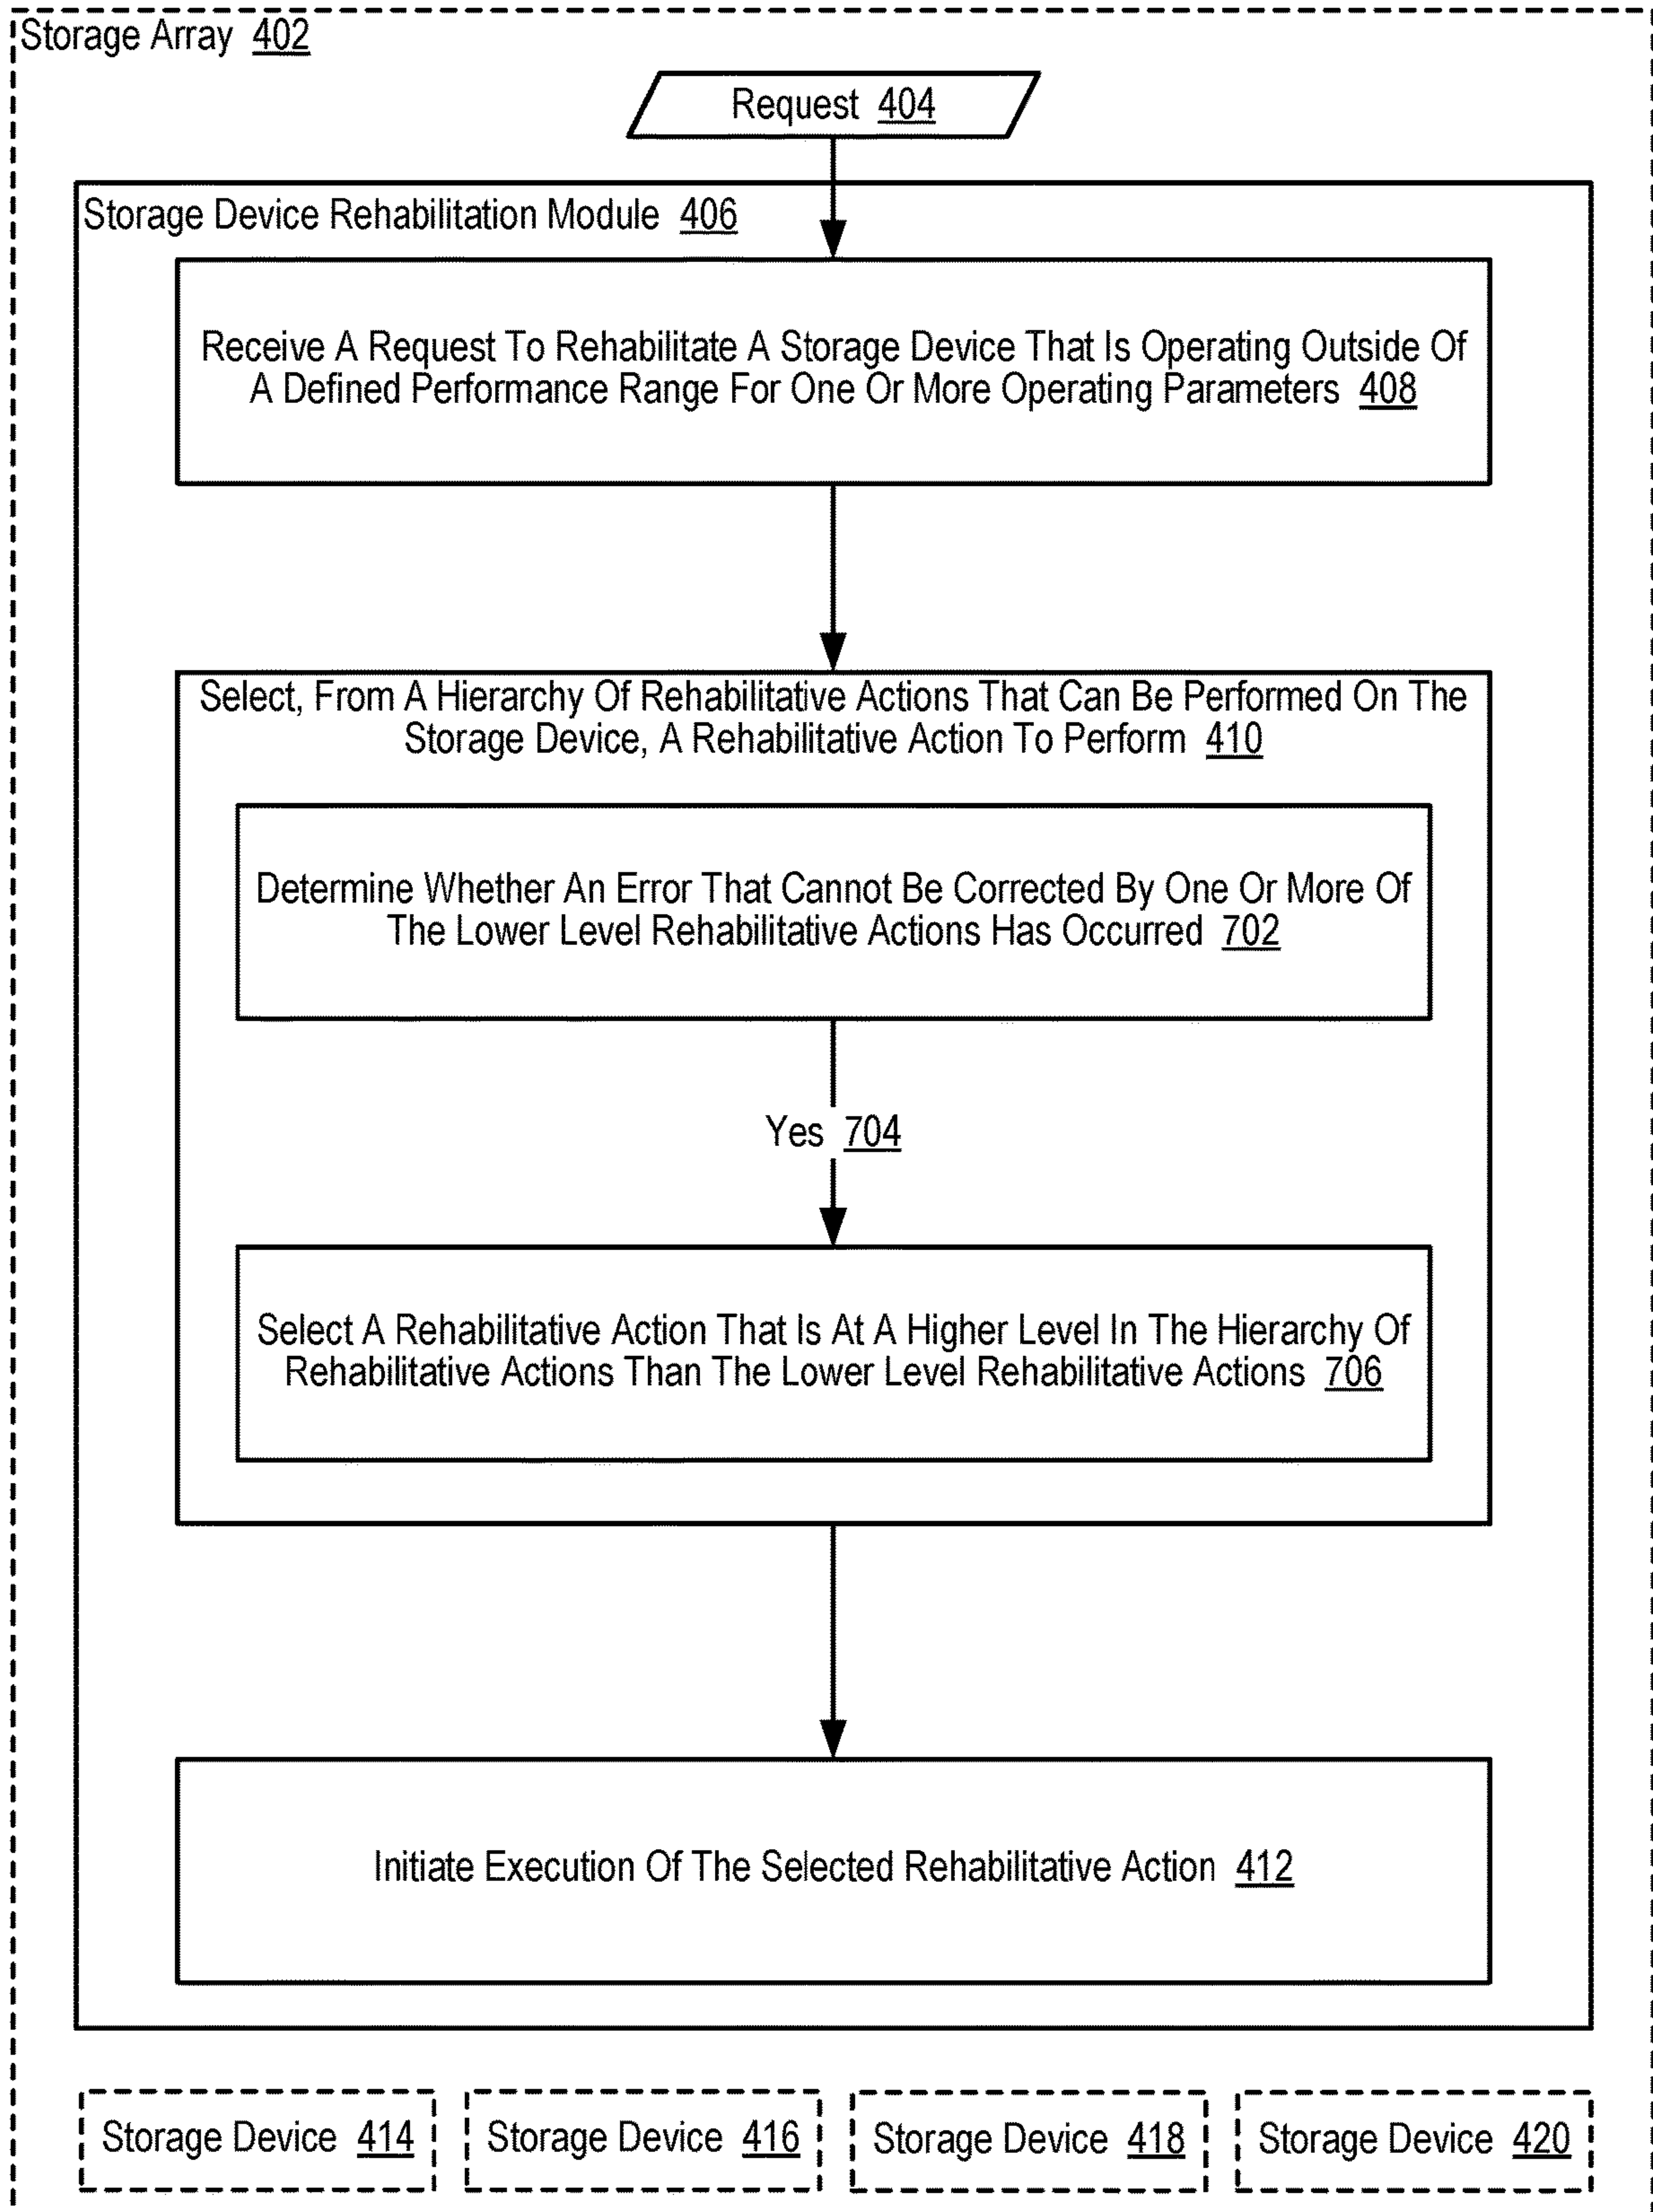 Storage Array 402
Request 404
Storage Device Rehabilitation Module 406
Receive A Request To Rehabilitate A Storage Device That Is Operating Outside Of
A Defined Performance Range For One Or More Operating Parameters 408
Select, From A Hierarchy Of Rehabilitative Actions That Can Be Performed On The
Storage Device, A Rehabilitative Action To Perform 410
Determine Whether An Error That Cannot Be Corrected By One Or More Of
The Lower Level Rehabilitative Actions Has Occurred 702
Yes 704
Select A Rehabilitative Action That Is At A Higher Level In The Hierarchy Of
Rehabilitative Actions Than The Lower Level Rehabilitative Actions 706
Initiate Execution Of The Selected Rehabilitative Action 412
Storage Device 414
Storage Device 416
Storage Device 418
Storage Device 420